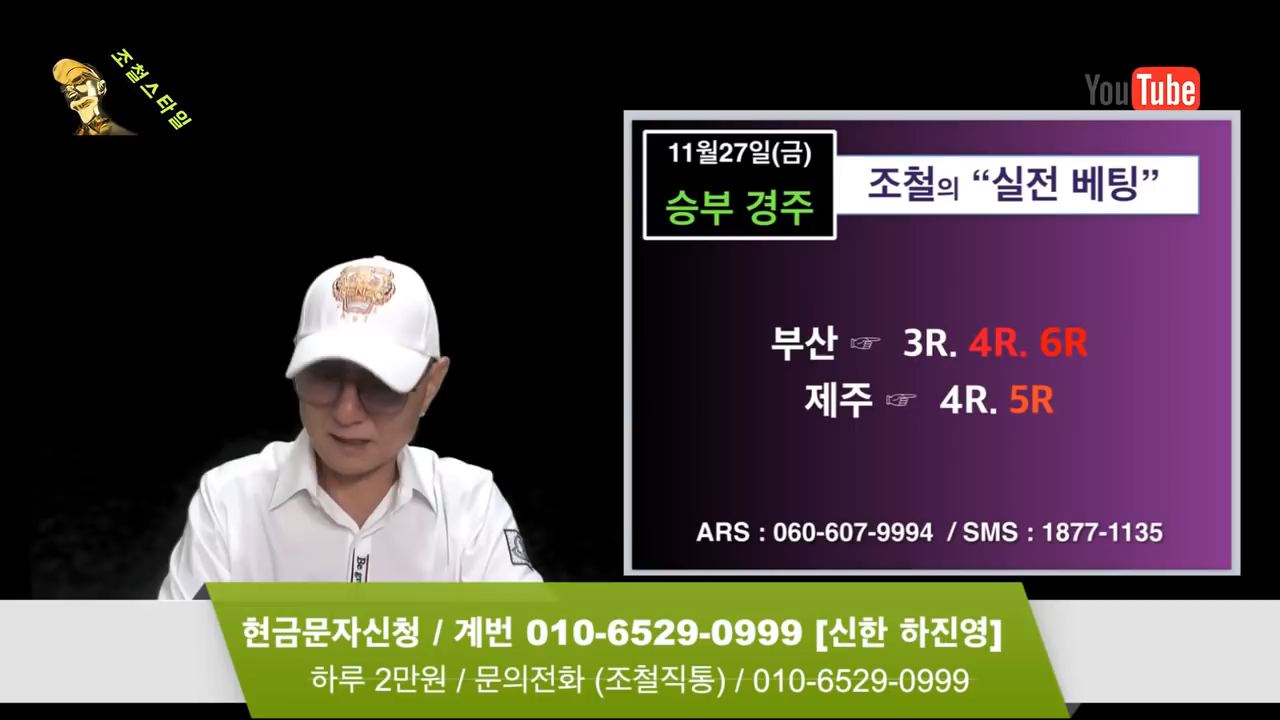 조철스타일
YouTube
11월27일(금)
승부 경주
조철의 “실전 베팅”
부산 ☞ 3R. 4R. 6R
제주 ☞ 4R. 5R
ARS : 060-607-9994 / SMS : 1877-1135
현금문자신청 / 계번 010-6529-0999 [신한 하진영]
하루 2만원 / 문의전화 (조철직통) / 010-6529-0999